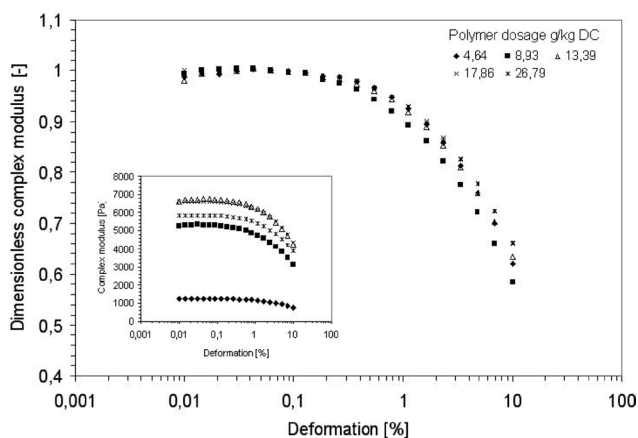 Polymer dosage g/kg DC
4,64 8,93 13,39
17,86 26,79
Dimensionless complex modulus [-]
1,1
1
0,9
0,8
0,7
0,6
0,5
0,4
0,001 0,01 0,1 1 10 100
Deformation [%]
Complex modulus [Pa]
8000
7000
6000
5000
4000
3000
2000
1000
0
0,001 0,01 0,1 1 10 100
Deformation [%]